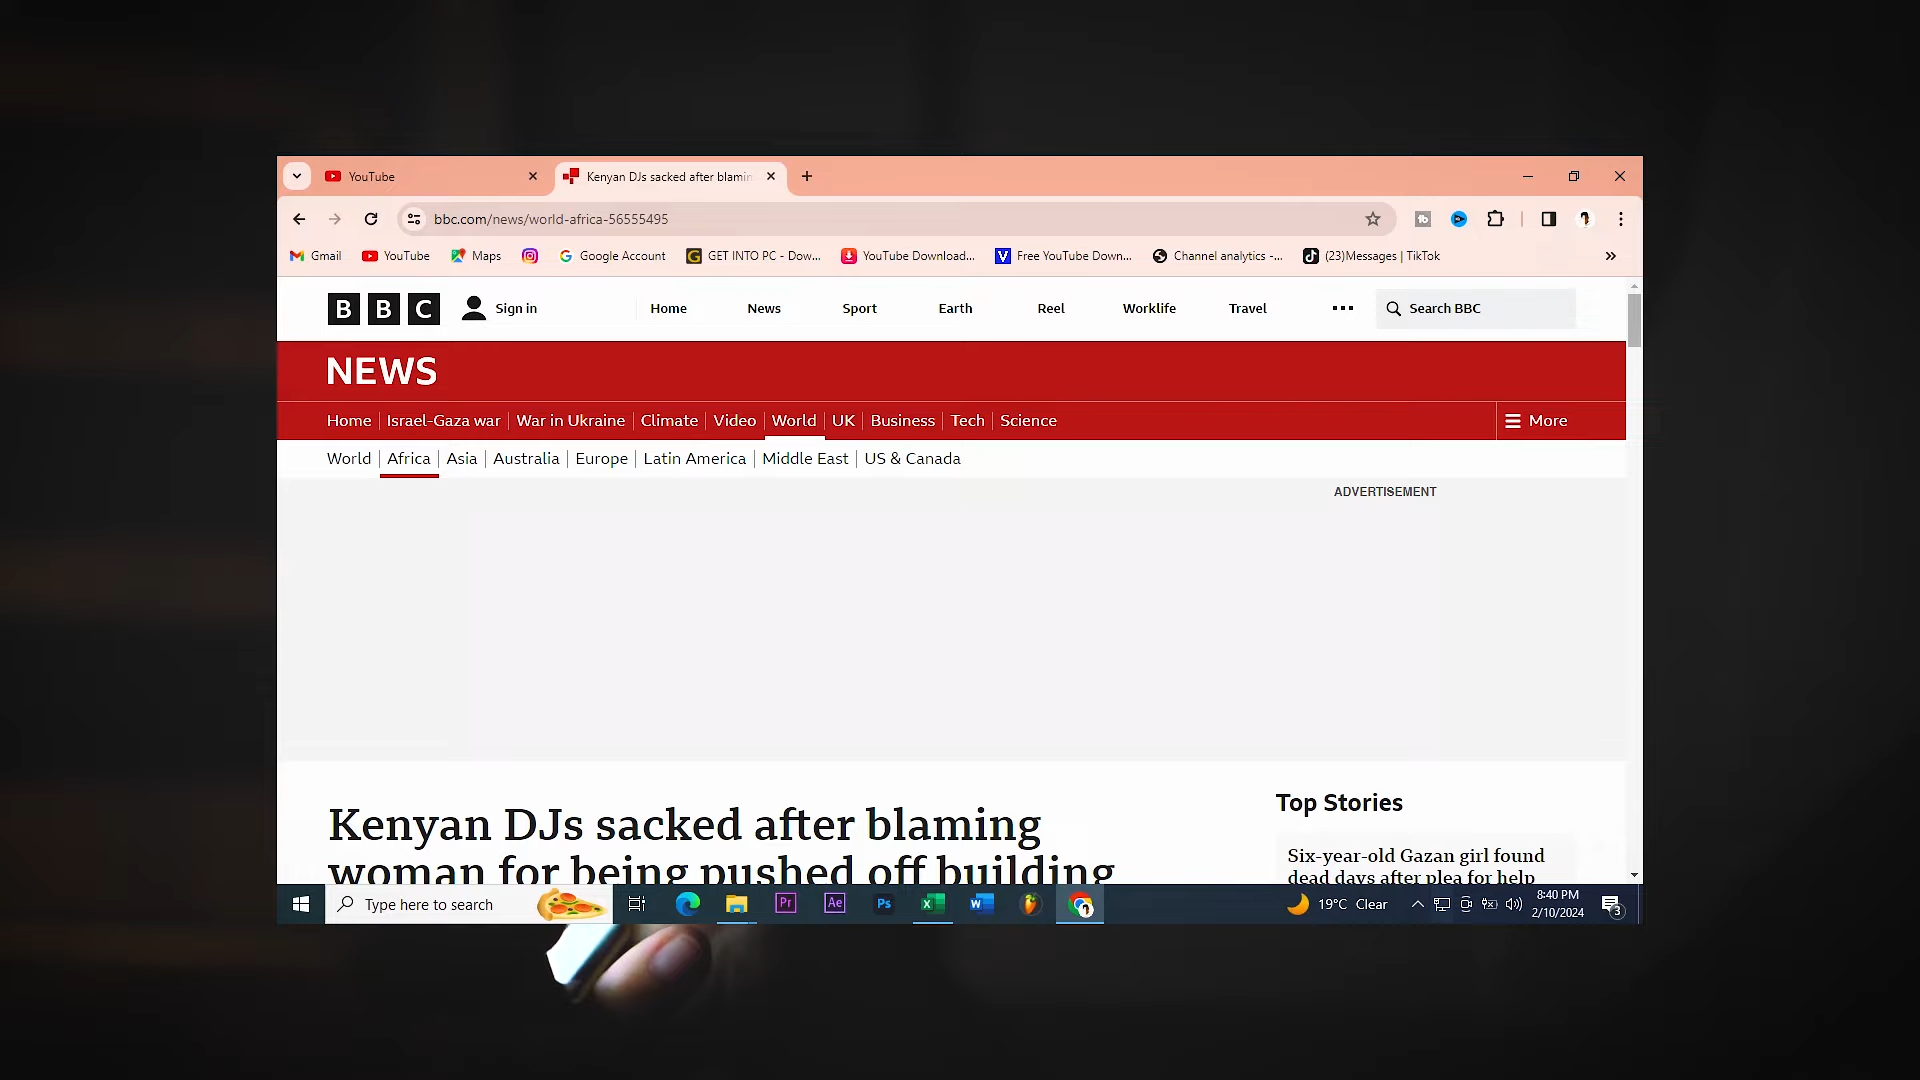 YouTube
Kenyan DJs sacked after blamin
bbc.com/news/world-africa-56555495
Gmail YouTube Maps Google Account GET INTO PC - Dow... YouTube Download... Free YouTube Down... Channel analytics -... (23)Messages | TikTok
BBC Sign in Home News Sport Earth Reel Worklife Travel Search BBC
NEWS
Home Israel-Gaza war War in Ukraine Climate Video World UK Business Tech Science More
World Africa Asia Australia Europe Latin America Middle East US & Canada
ADVERTISEMENT
Kenyan DJs sacked after blaming
woman for being pushed off building
Top Stories
Six-year-old Gazan girl found
dead days after plea for help
Type here to search
Pr
Ae
Ps
19°C Clear
8:40 PM
2/10/2024
3